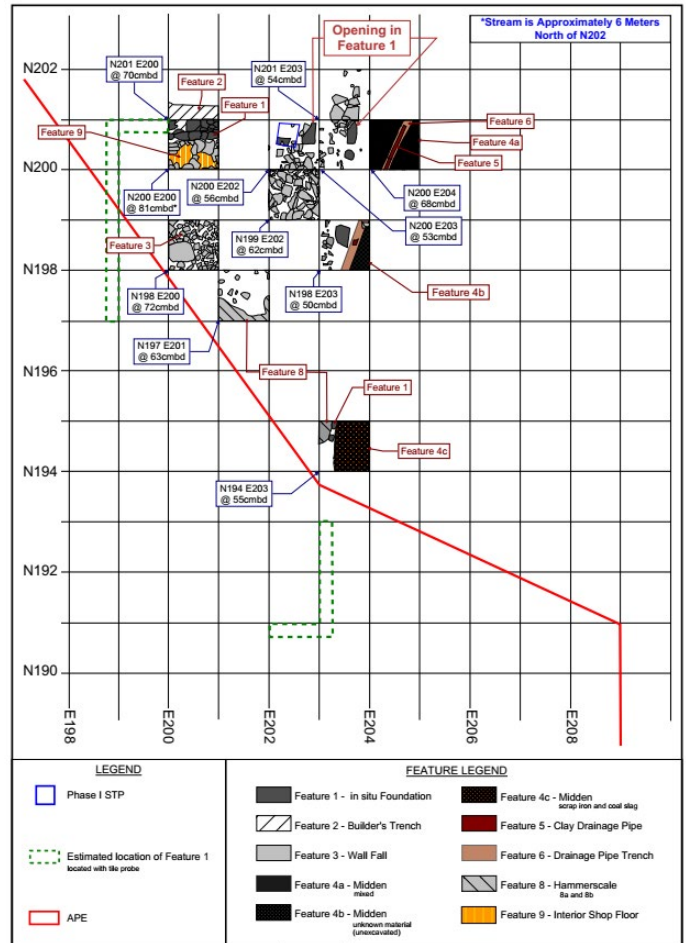 *Stream is Approximately 6 Meters
North of N202
Opening in
Feature 1
N201 E200
@ 70cmbd
N201 E203
@ 54cmbd
Feature 2
Feature 1
Feature 9
Feature 6
Feature 4a
Feature 5
N200 E200
@ 81cmbd*
N200 E202
@ 56cmbd
N200 E204
@ 68cmbd
N200 E203
@ 53cmbd
N199 E202
@ 62cmbd
Feature 3
N198 E200
@ 72cmbd
N198 E203
@ 50cmbd
Feature 4b
N197 E201
@ 63cmbd
Feature 8
Feature 1
Feature 4c
N194 E203
@ 55cmbd
N202
N200
N198
N196
N194
N192
N190
E198
E200
E202
E204
E206
E208
LEGEND
Phase I STP
Estimated location of Feature 1
located with tile probe
APE
FEATURE LEGEND
Feature 1 - in situ Foundation
Feature 2 - Builder's Trench
Feature 3 - Wall Fall
Feature 4a - Midden
mixed
Feature 4b - Midden
unknown material
(unexcavated)
Feature 4c - Midden
scrap iron and coal slag
Feature 5 - Clay Drainage Pipe
Feature 6 - Drainage Pipe Trench
Feature 8 - Hammerscale
8a and 8b
Feature 9 - Interior Shop Floor